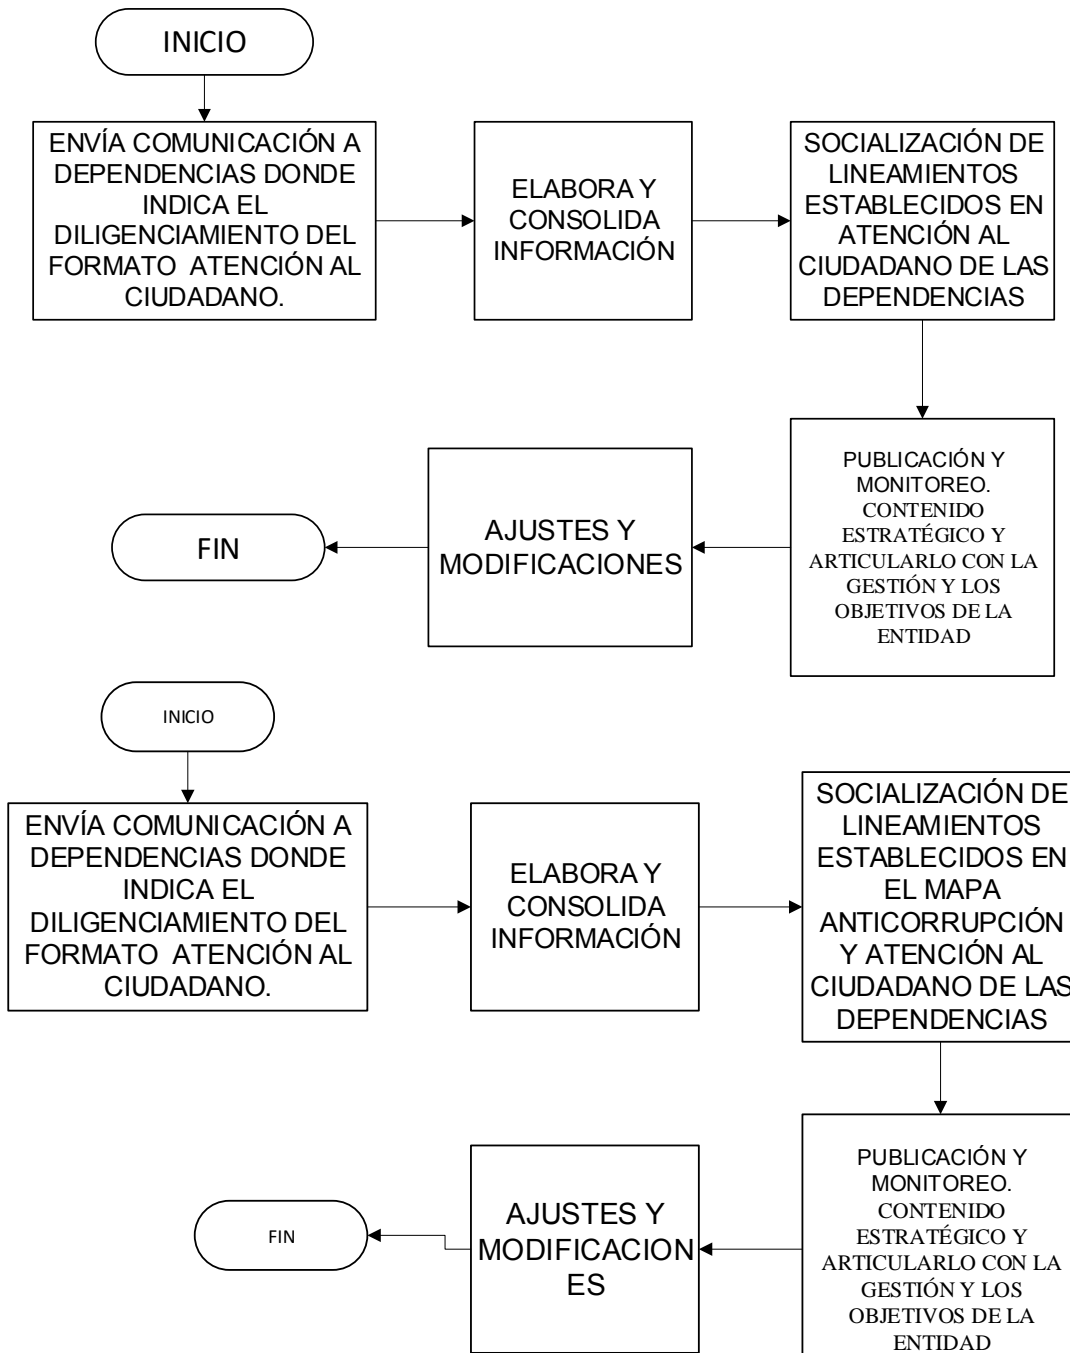 INICIO
ENVÍA COMUNICACIÓN A
DEPENDENCIAS DONDE
INDICA EL
DILIGENCIAMIENTO DEL
FORMATO  ATENCIÓN AL
CIUDADANO.
ELABORA Y
CONSOLIDA
INFORMACIÓN
SOCIALIZACIÓN DE
LINEAMIENTOS
ESTABLECIDOS EN
ATENCIÓN AL
CIUDADANO DE LAS
DEPENDENCIAS
PUBLICACIÓN Y
MONITOREO.
CONTENIDO
ESTRATÉGICO Y
ARTICULARLO CON LA
GESTIÓN Y LOS
OBJETIVOS DE LA
ENTIDAD
AJUSTES Y
MODIFICACIONES
FIN
INICIO
ENVÍA COMUNICACIÓN A
DEPENDENCIAS DONDE
INDICA EL
DILIGENCIAMIENTO DEL
FORMATO  ATENCIÓN AL
CIUDADANO.
ELABORA Y
CONSOLIDA
INFORMACIÓN
SOCIALIZACIÓN DE
LINEAMIENTOS
ESTABLECIDOS EN
EL MAPA
ANTICORRUPCIÓN
Y ATENCIÓN AL
CIUDADANO DE LAS
DEPENDENCIAS
PUBLICACIÓN Y
MONITOREO.
CONTENIDO
ESTRATÉGICO Y
ARTICULARLO CON LA
GESTIÓN Y LOS
OBJETIVOS DE LA
ENTIDAD
AJUSTES Y
MODIFICACION
ES
FIN